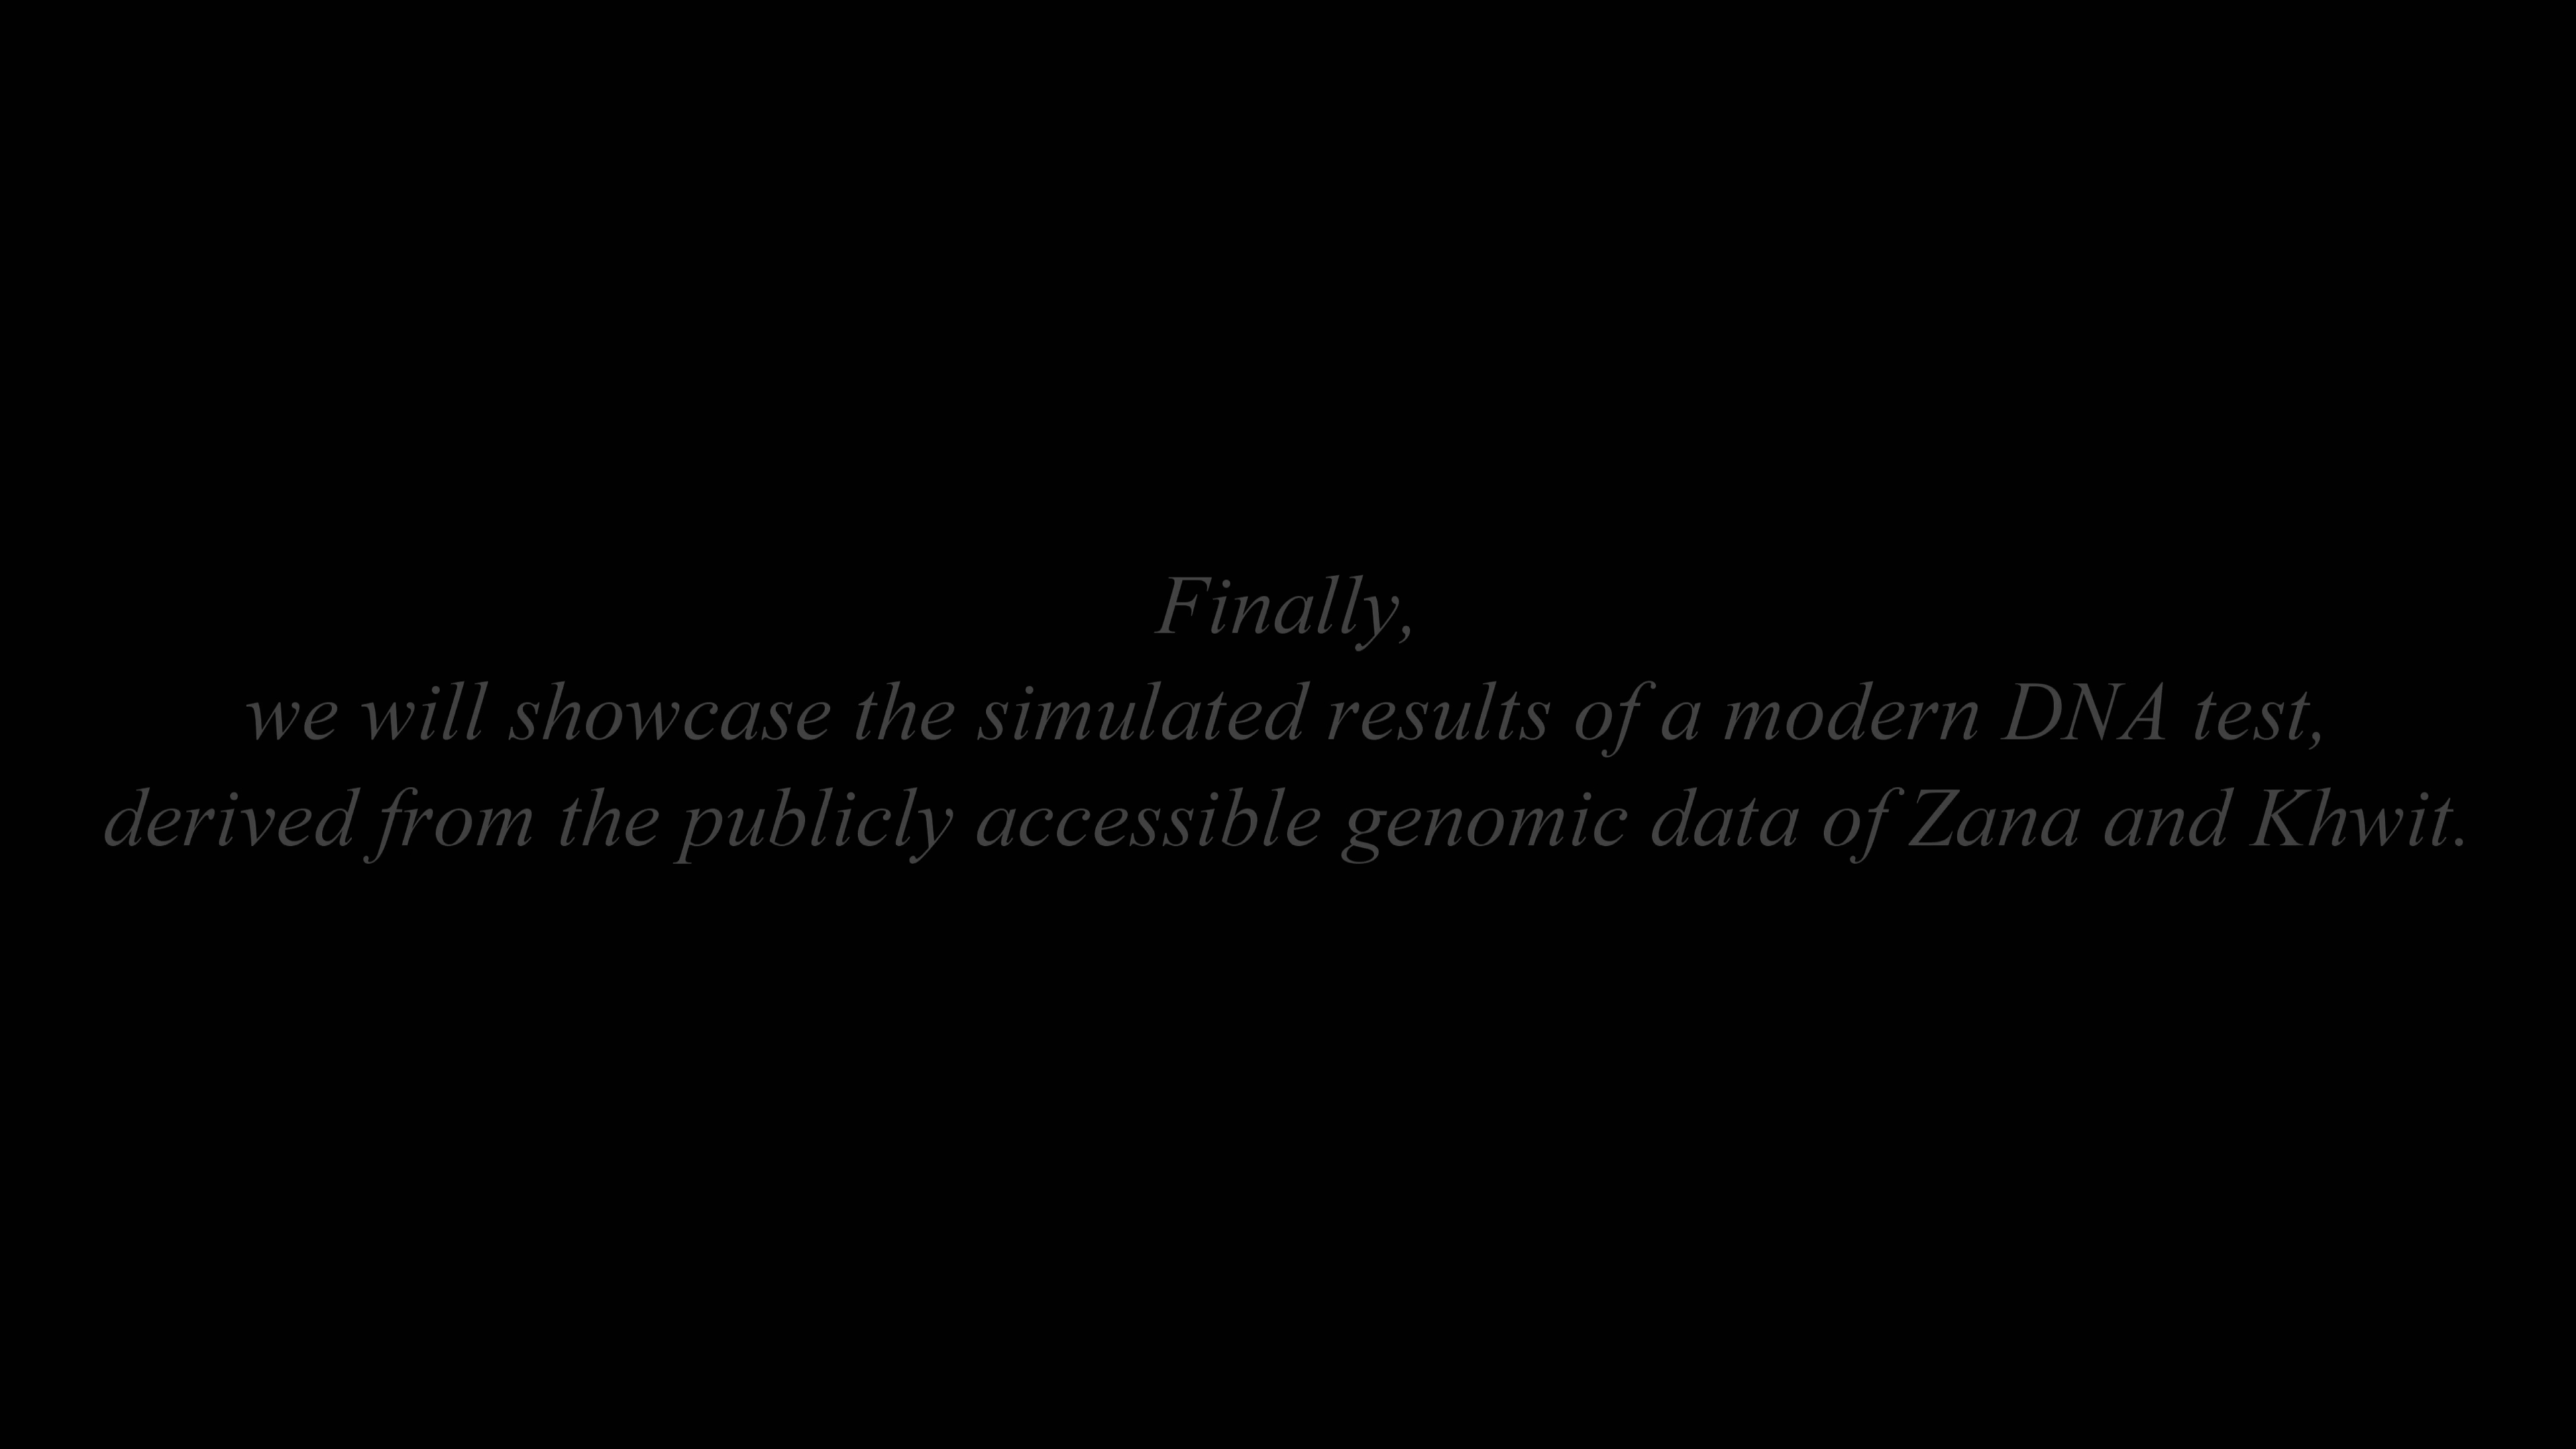 Finally,
we will showcase the simulated results of a modern DNA test,
derived from the publicly accessible genomic data of Zana and Khwit.